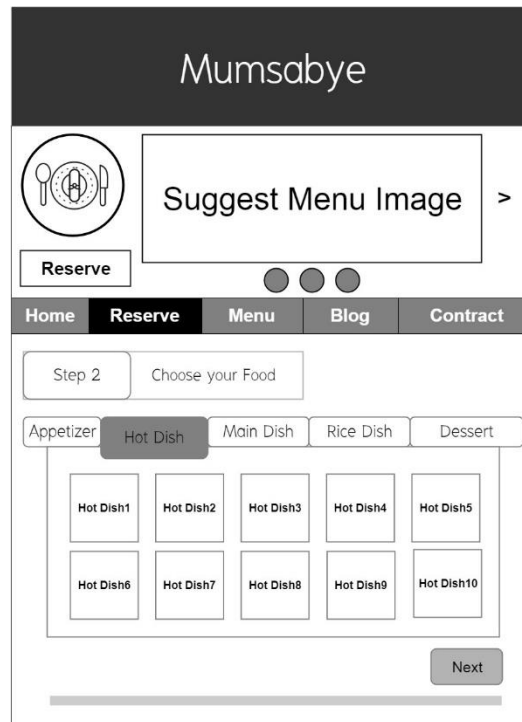 Mumsabye
Suggest Menu Image >
Reserve
Home Reserve Menu Blog Contract
Step 2 Choose your Food
Appetizer Hot Dish Main Dish Rice Dish Dessert
Hot Dish1 Hot Dish2 Hot Dish3 Hot Dish4 Hot Dish5
Hot Dish6 Hot Dish7 Hot Dish8 Hot Dish9 Hot Dish10
Next